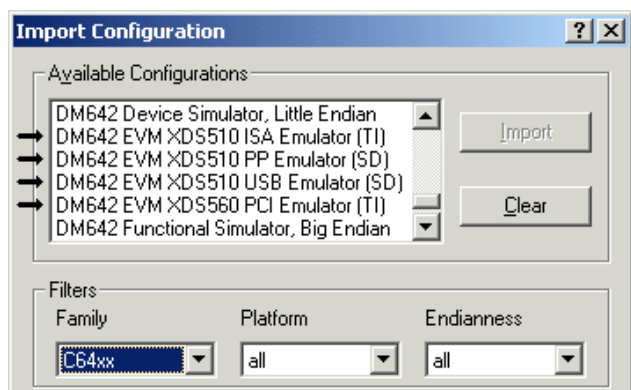 Import Configuration
Available Configurations
DM642 Device Simulator, Little Endian
DM642 EVM XDS510 ISA Emulator (TI)
DM642 EVM XDS510 PP Emulator (SD)
DM642 EVM XDS510 USB Emulator (SD)
DM642 EVM XDS560 PCI Emulator (TI)
DM642 Functional Simulator, Big Endian
Import
Clear
Filters
Family Platform Endianness
C64xx all all